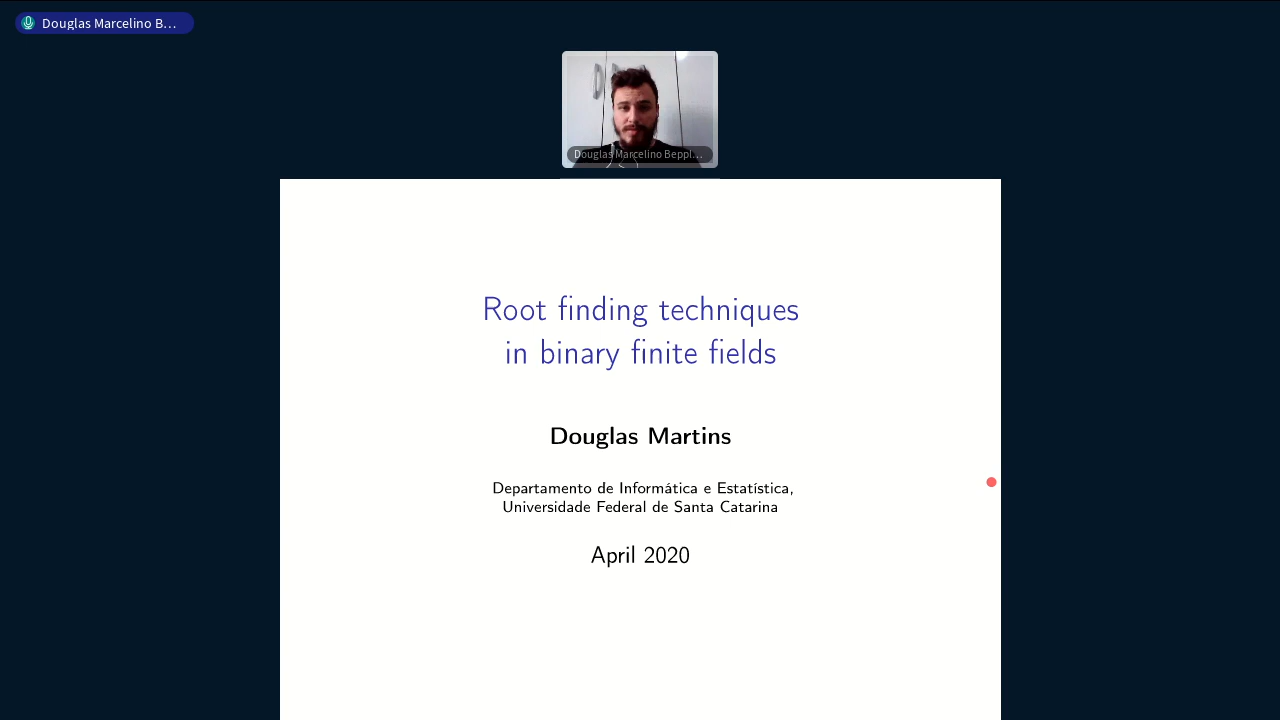 Douglas Marcelino B...
Douglas Marcelino Beppl...
Root finding techniques
in binary finite fields
Douglas Martins
Departamento de Informática e Estatística,
Universidade Federal de Santa Catarina
April 2020